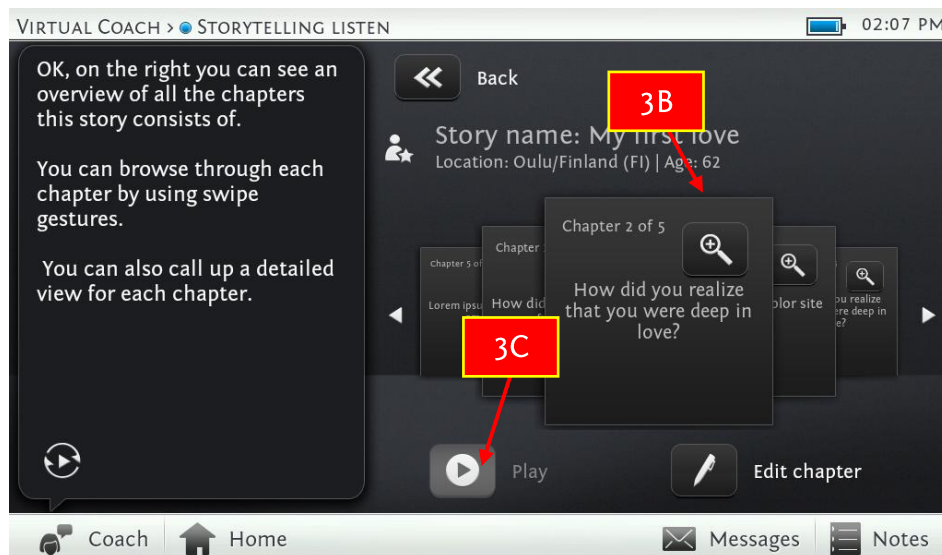 VIRTUAL COACH > STORYTELLING LISTEN
02:07 PM
OK, on the right you can see an
overview of all the chapters
this story consists of.
You can browse through each
chapter by using swipe
gestures.
You can also call up a detailed
view for each chapter.
Back
3B
Story name: My first love
Location: Oulu/Finland (FI) | Age: 62
Chapter 5 of
Lorem
Chapter
How did
Chapter 2 of 5
How did you realize
that you were deep in
love?
site
realize
deep in
3C
Play
Edit chapter
Coach
Home
Messages
Notes